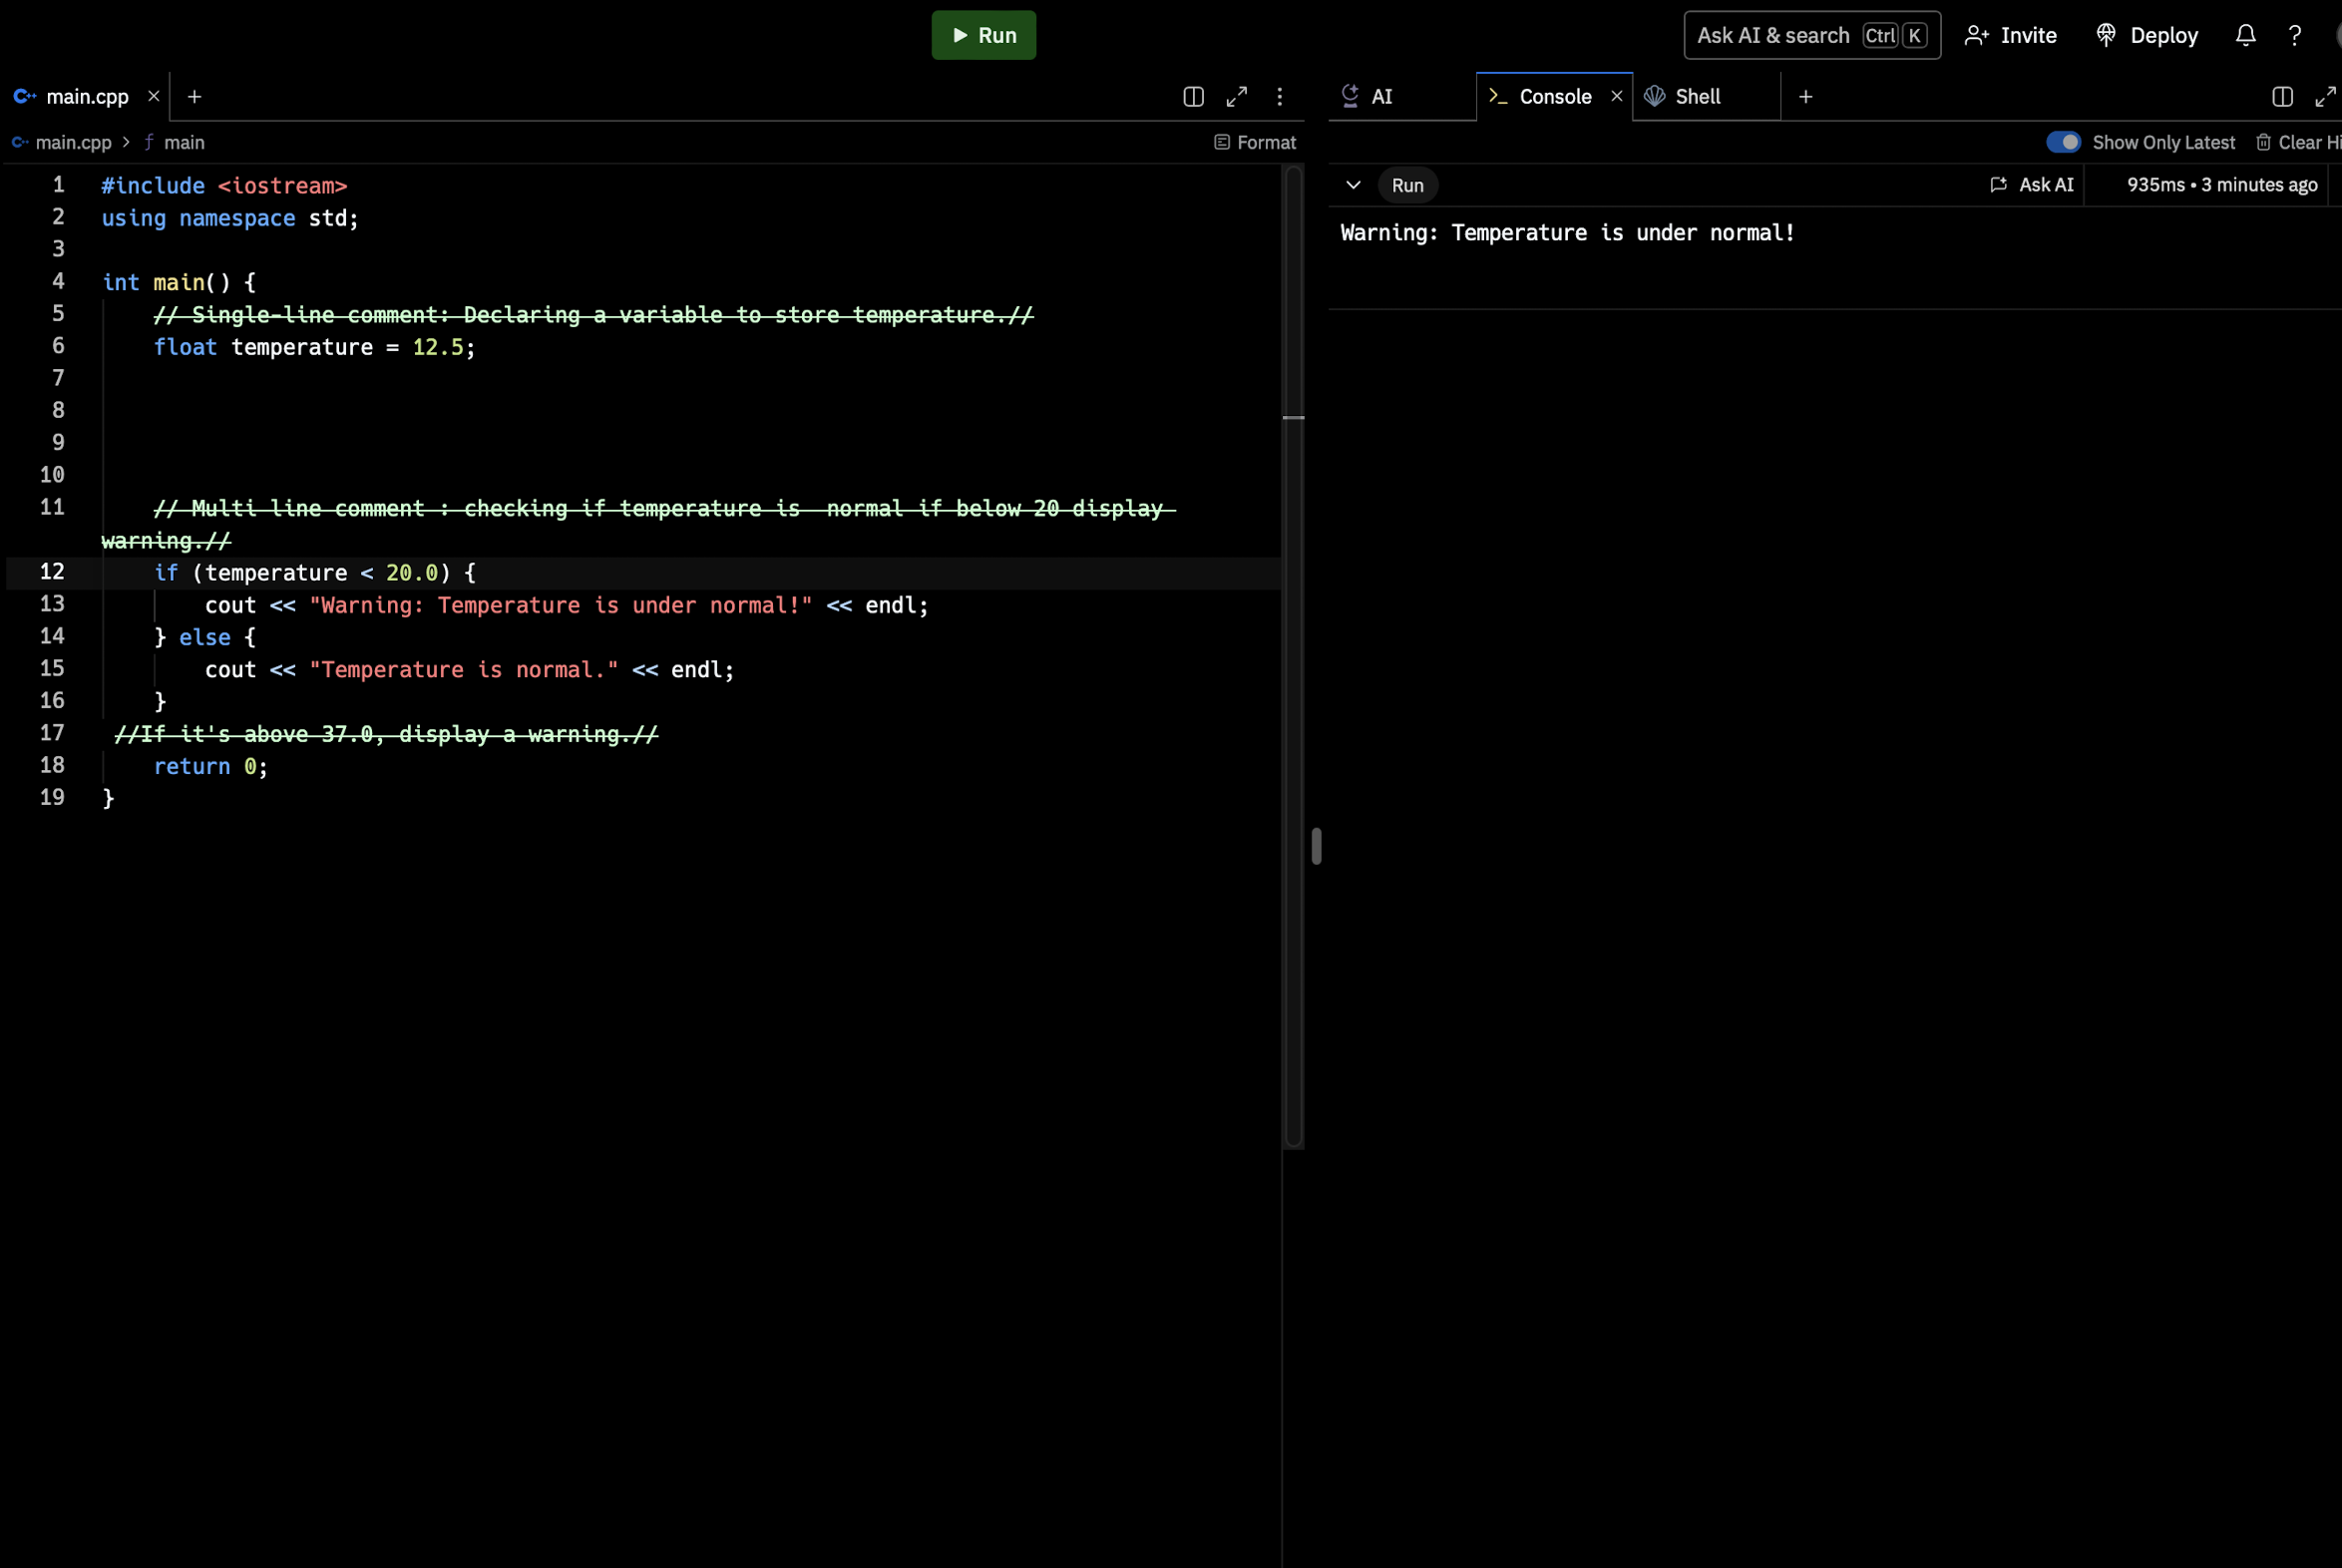 Run
Ask AI & search Ctrl K Invite Deploy ?
main.cpp
AI Console Shell
main.cpp > main Format
Show Only Latest Clear Hi
Run Ask AI 935ms • 3 minutes ago
Warning: Temperature is under normal!
1 #include <iostream>
2 using namespace std;
3
4 int main() {
5 // Single-line comment: Declaring a variable to store temperature.//
6 float temperature = 12.5;
7
8
9
10
11 // Multi line comment : checking if temperature is  normal if below 20 display
warning.//
12 if (temperature < 20.0) {
13 cout << "Warning: Temperature is under normal!" << endl;
14 } else {
15 cout << "Temperature is normal." << endl;
16 }
17 //If it's above 37.0, display a warning.//
18 return 0;
19 }